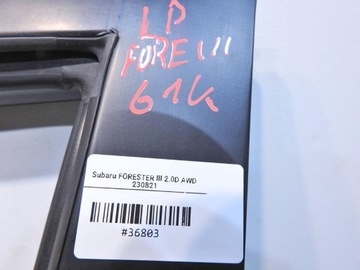 LP
FORE III
61K
Subaru FORESTER III 2.0D AWD
230821
#36803